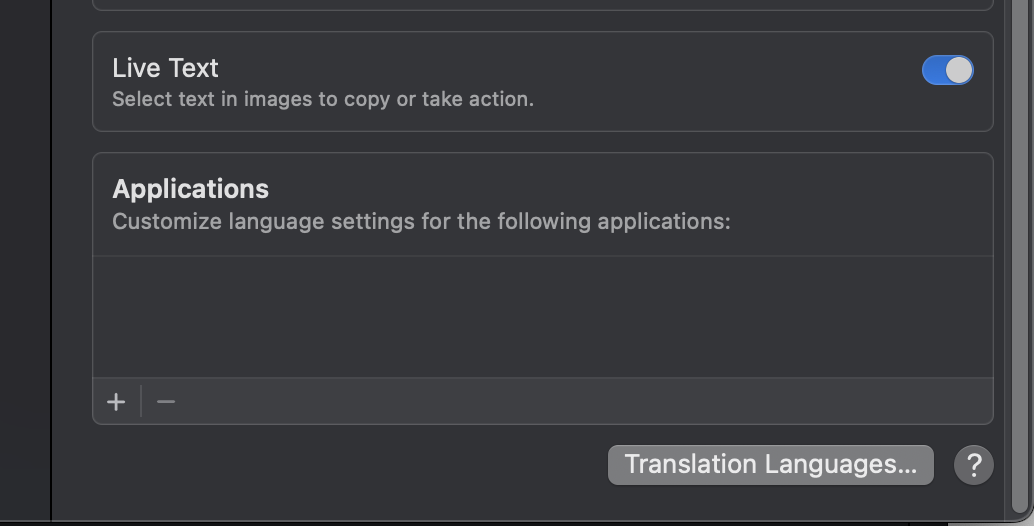 Live Text
Select text in images to copy or take action.
Applications
Customize language settings for the following applications:
+ −
Translation Languages...
?